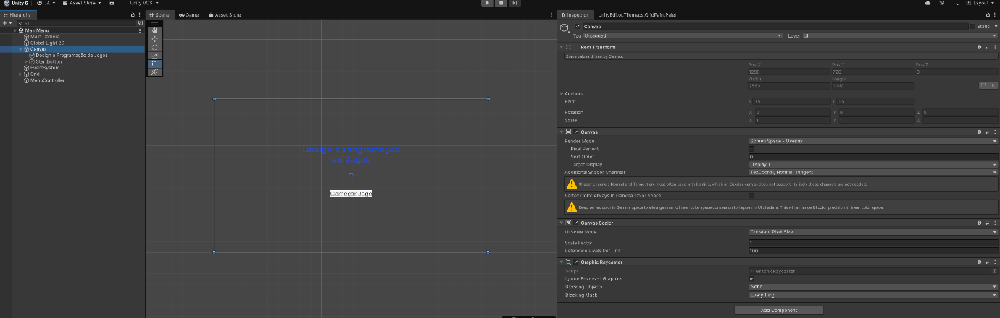 Unity 6
JA
Asset Store
Unity VCS
Layout
Hierarchy
All
MainMenu
Main Camera
Global Light 2D
Canvas
Design e Programação de Jogos
StartButton
EventSystem
Grid
MenuController
Scene
Game
Asset Store
Design e Programação
de Jogos
Começar Jogo
Inspector
UnityEditor.Tilemaps.GridPaintPalet
Canvas
Static
Tag Untagged
Layer UI
Rect Transform
Some values driven by Canvas.
Pos X Pos Y Pos Z
1280 720 0
Width Height
2560 1440
R
Anchors
Pivot X 0.5 Y 0.5
Rotation X 0 Y 0 Z 0
Scale X 1 Y 1 Z 1
Canvas
Render Mode Screen Space - Overlay
Pixel Perfect
Sort Order 0
Target Display Display 1
Additional Shader Channels TexCoord1, Normal, Tangent
Shader channels Normal and Tangent are most often used with lighting, which an Overlay canvas does not support. Its likely these channels are not needed.
Vertex Color Always In Gamma Color Space
Keep vertex color in Gamma space to allow gamma to linear color space conversion to happen in UI shaders. This will enhance UI color precision in linear color space.
Canvas Scaler
UI Scale Mode Constant Pixel Size
Scale Factor 1
Reference Pixels Per Unit 100
Graphic Raycaster
Script GraphicRaycaster
Ignore Reversed Graphics
Blocking Objects None
Blocking Mask Everything
Add Component